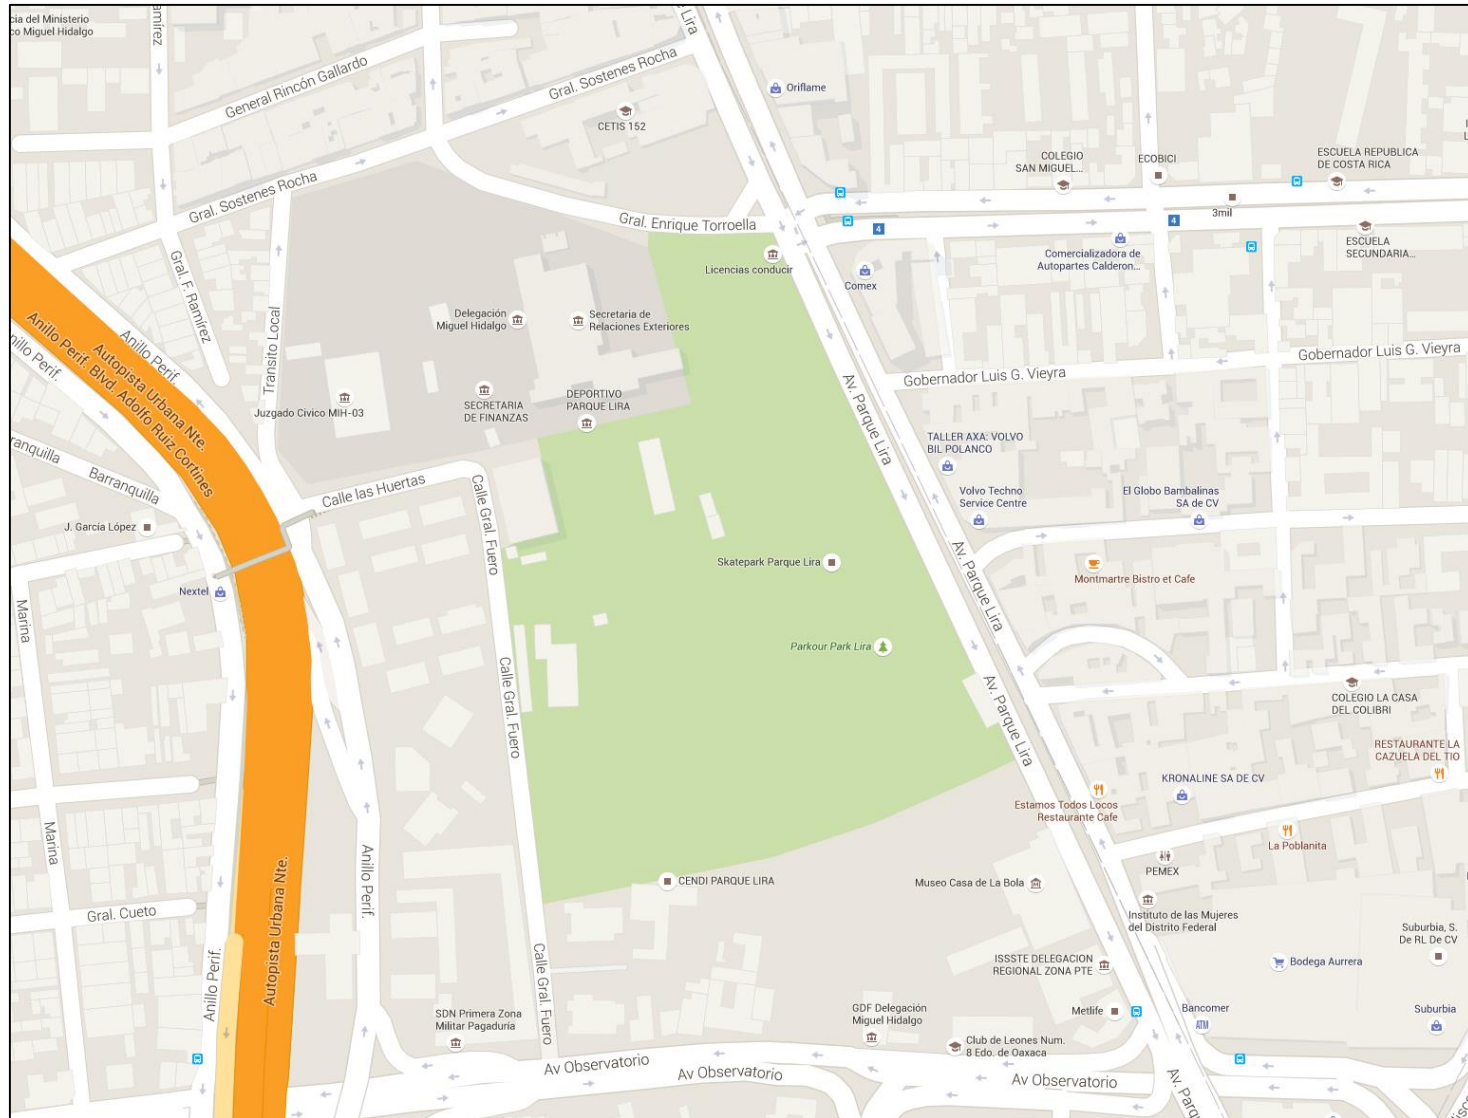 cia del Ministerio
co Miguel Hidalgo
amírez
General Rincón Gallardo
Gral. Sostenes Rocha
Lira
Oriflame
CETIS 152
Gral. Sostenes Rocha
COLEGIO
SAN MIGUEL...
ECOBICI
ESCUELA REPUBLICA
DE COSTA RICA
3mil
4
4
ESCUELA
SECUNDARIA...
Gral. Enrique Torroella
Licencias conducir
Comex
Comercializadora de
Autopartes Calderon...
Gral. F. Ramírez
Transito Local
Delegación
Miguel Hidalgo
Secretaria de
Relaciones Exteriores
Anillo Perif.
Autopista Urbana Nte.
Anillo Perif. Blvd. Adolfo Ruiz Cortines
nillo Perif.
Juzgado Civico MIH-03
SECRETARIA
DE FINANZAS
DEPORTIVO
PARQUE LIRA
Av. Parque Lira
Gobernador Luis G. Vieyra
Gobernador Luis G. Vieyra
TALLER AXA: VOLVO
BIL POLANCO
Volvo Techno
Service Centre
El Globo Bambalinas
SA de CV
rranquilla
Barranquilla
Calle las Huertas
Calle Gral. Fuero
J. García López
Nextel
Skatepark Parque Lira
Av. Parque Lira
Montmartre Bistro et Cafe
Marina
Parkour Park Lira
Calle Gral. Fuero
Av. Parque Lira
COLEGIO LA CASA
DEL COLIBRI
RESTAURANTE LA
CAZUELA DEL TIO
KRONALINE SA DE CV
Estamos Todos Locos
Restaurante Cafe
La Poblanita
Marina
Anillo Perif.
Autopista Urbana Nte.
CENDI PARQUE LIRA
Museo Casa de La Bola
PEMEX
Instituto de las Mujeres
del Distrito Federal
Gral. Cueto
Suburbia, S.
De RL De CV
Bodega Aurrera
ISSSTE DELEGACION
REGIONAL ZONA PTE
Anillo Perif.
Calle Gral. Fuero
SDN Primera Zona
Militar Pagaduría
GDF Delegación
Miguel Hidalgo
Metlife
Bancomer
ATM
Suburbia
Club de Leones Num.
8 Edo. de Oaxaca
Av Observatorio
Av Observatorio
Av Observatorio
Av. Parq